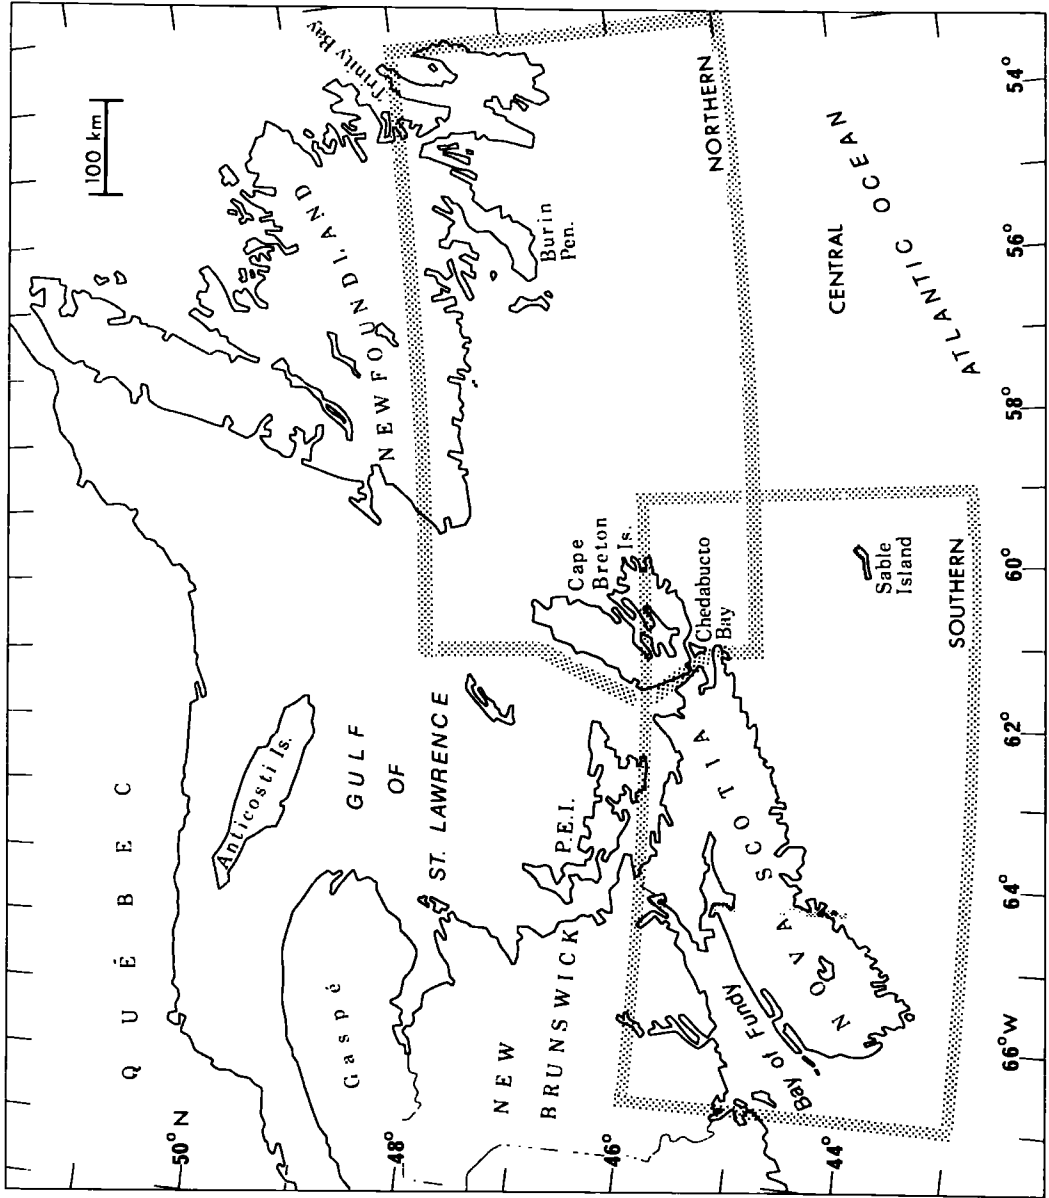 QUÉBEC
Anticosti Is.
GULF
OF
ST. LAWRENCE
Gaspé
NEW
BRUNSWICK
P.E.I.
NEWFOUNDLAND
Trinity Bay
100 km
Burin
Pen.
Cape
Breton
Is.
Chedabucto
Bay
NOVA SCOTIA
Bay of Fundy
Sable
Island
NORTHERN
CENTRAL
SOUTHERN
ATLANTIC OCEAN
50°N
48°
46°
44°
66°W
64°
62°
60°
58°
56°
54°